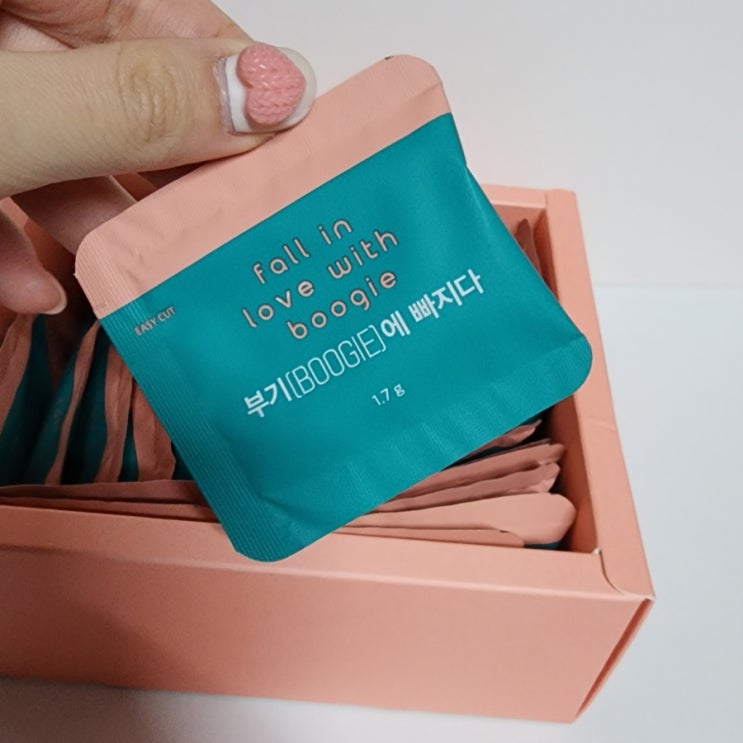 fall in
love with
boogie
EASY CUT
부기(BOOGIE)에 빠지다
1.7 g